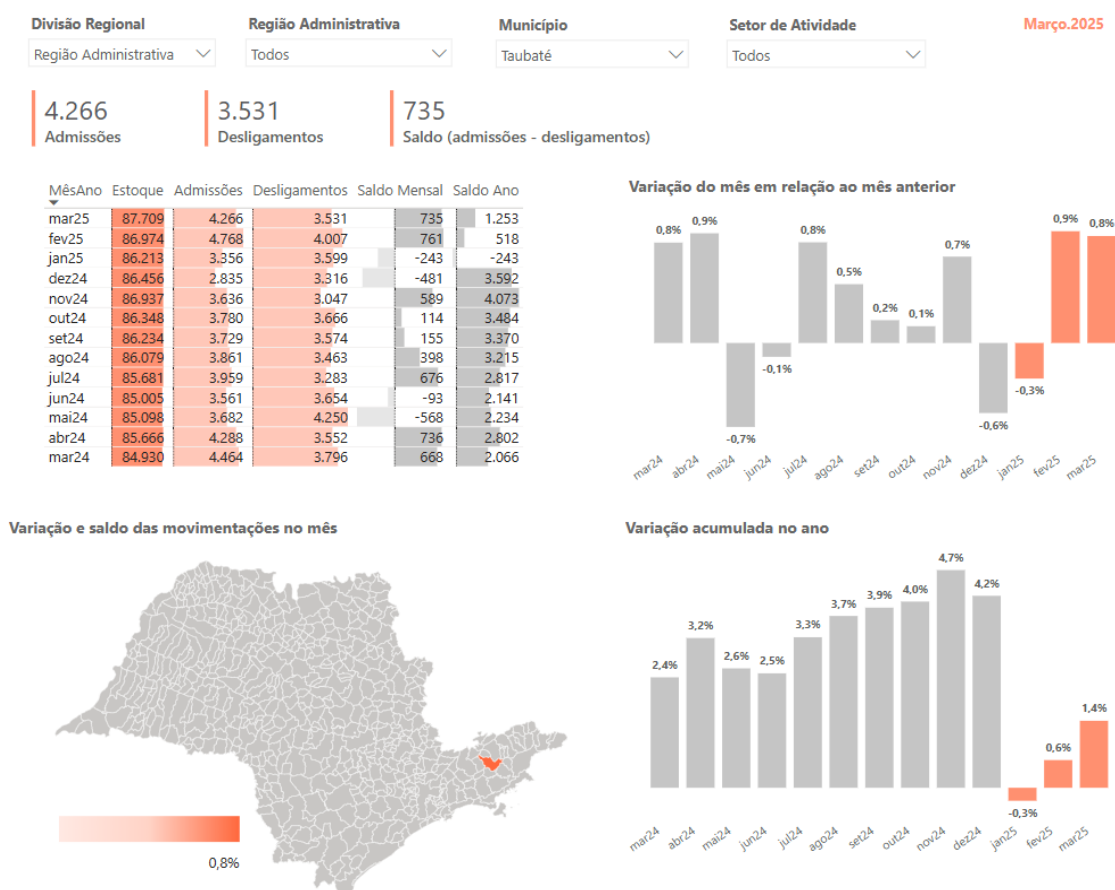 Divisão Regional Região Administrativa Município Setor de Atividade Março.2025
Região Administrativa Todos Taubaté Todos
4.266 3.531 735
Admissões Desligamentos Saldo (admissões - desligamentos)
MêsAno Estoque Admissões Desligamentos Saldo Mensal Saldo Ano
mar25 87.709 4.266 3.531 735 1.253
fev25 86.974 4.768 4.007 761 518
jan25 86.213 3.356 3.599 -243 -243
dez24 86.456 2.835 3.316 -481 3.592
nov24 86.937 3.636 3.047 589 4.073
out24 86.348 3.780 3.666 114 3.484
set24 86.234 3.729 3.574 155 3.370
ago24 86.079 3.861 3.463 398 3.215
jul24 85.681 3.959 3.283 676 2.817
jun24 85.005 3.561 3.654 -93 2.141
mai24 85.098 3.682 4.250 -568 2.234
abr24 85.666 4.288 3.552 736 2.802
mar24 84.930 4.464 3.796 668 2.066
Variação do mês em relação ao mês anterior
0,8% 0,9% -0,7% -0,1% 0,8% 0,5% 0,2% 0,1% 0,7% -0,6% -0,3% 0,9% 0,8%
mar24 abr24 mai24 jun24 jul24 ago24 set24 out24 nov24 dez24 jan25 fev25 mar25
Variação e saldo das movimentações no mês
0,8%
Variação acumulada no ano
2,4% 3,2% 2,6% 2,5% 3,3% 3,7% 3,9% 4,0% 4,7% 4,2% -0,3% 0,6% 1,4%
mar24 abr24 mai24 jun24 jul24 ago24 set24 out24 nov24 dez24 jan25 fev25 mar25